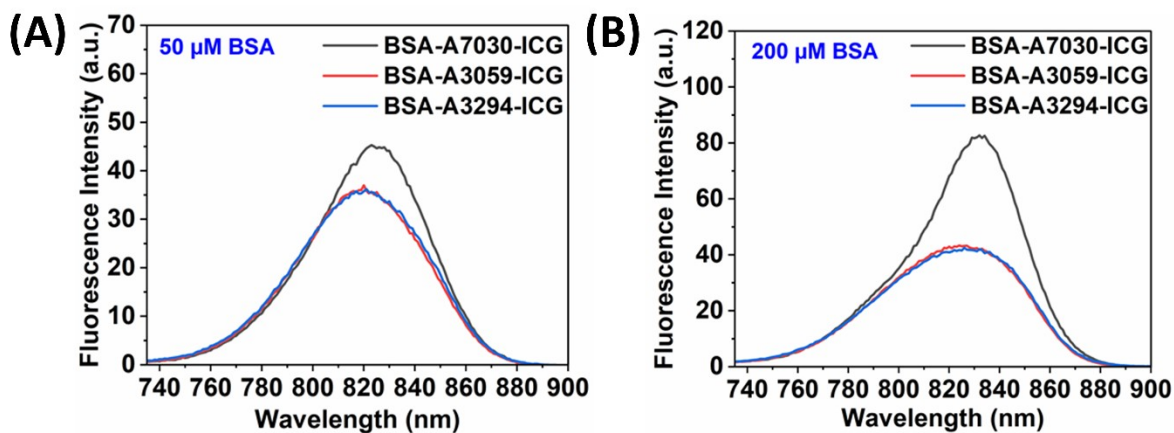 (A)
50 µM BSA
BSA-A7030-ICG
BSA-A3059-ICG
BSA-A3294-ICG
Fluorescence Intensity (a.u.)
70
60
50
40
30
20
10
0
740 760 780 800 820 840 860 880 900
Wavelength (nm)
(B)
200 µM BSA
BSA-A7030-ICG
BSA-A3059-ICG
BSA-A3294-ICG
Fluorescence Intensity (a.u.)
120
100
80
60
40
20
0
740 760 780 800 820 840 860 880 900
Wavelength (nm)